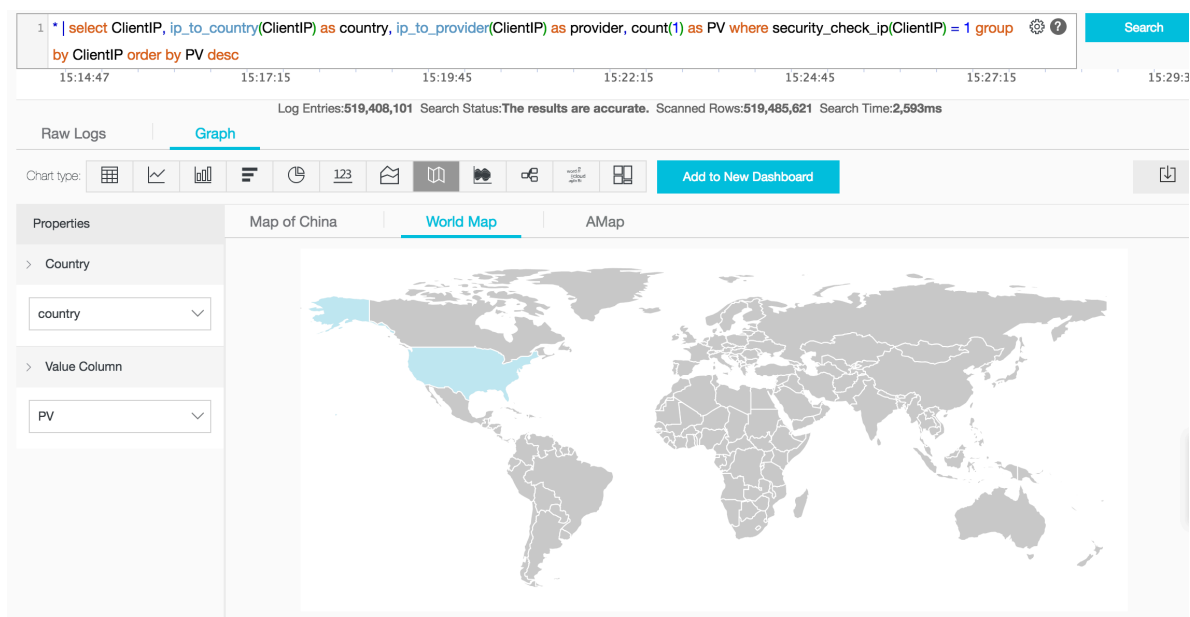 1 * | select ClientIP, ip_to_country(ClientIP) as country, ip_to_provider(ClientIP) as provider, count(1) as PV where security_check_ip(ClientIP) = 1 group
by ClientIP order by PV desc
Search
15:14:47 15:17:15 15:19:45 15:22:15 15:24:45 15:27:15 15:29:3
Log Entries:519,408,101 Search Status:The results are accurate. Scanned Rows:519,485,621 Search Time:2,593ms
Raw Logs Graph
Chart type: 123 Add to New Dashboard
Properties Map of China World Map AMap
Country
country
Value Column
PV